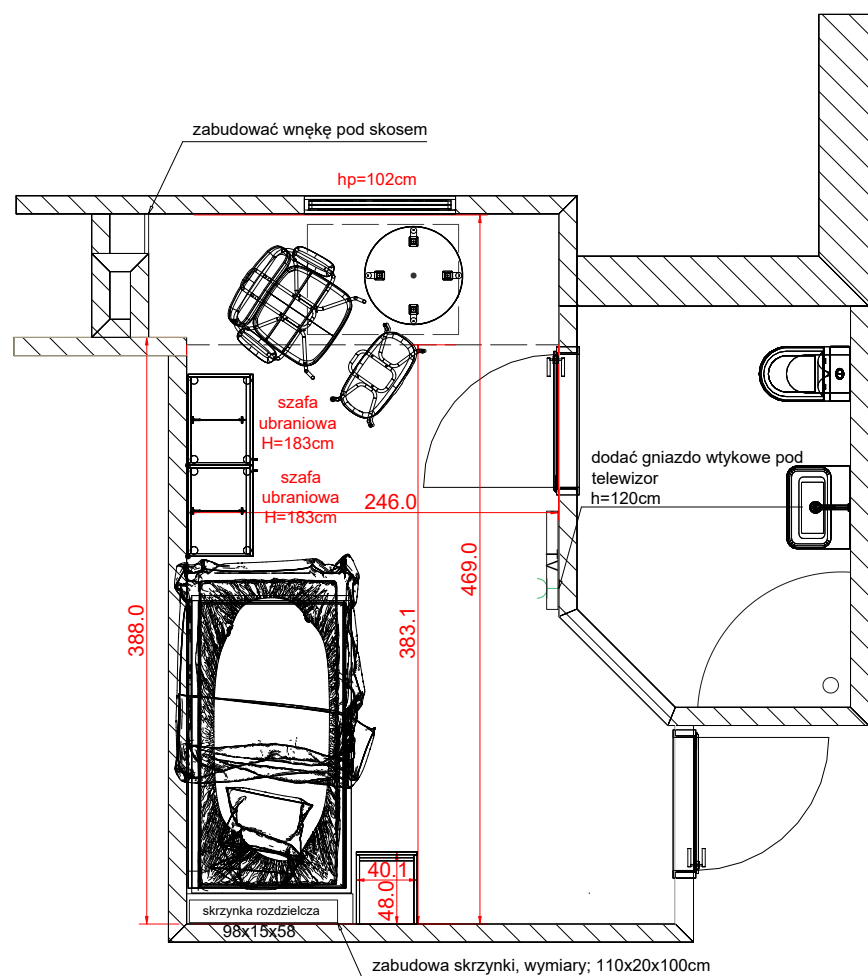 zabudować wnękę pod skosem
hp=102cm
szafa
ubraniowa
H=183cm
szafa
ubraniowa
H=183cm
dodać gniazdo wtykowe pod
telewizor
h=120cm
246.0
469.0
388.0
383.1
TV
40.1
48.0
skrzynka rozdzielcza
98x15x58
zabudowa skrzynki, wymiary; 110x20x100cm